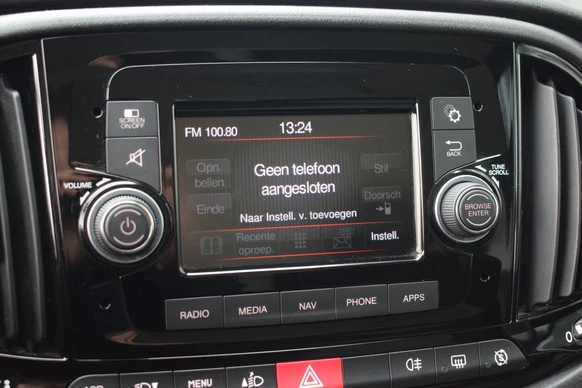 SCREEN
ON/OFF
FM 100.80
13:24
Opn.
bellen
Geen telefoon
aangesloten
Stil
BACK
VOLUME
TUNE
SCROLL
Einde
Doorsch
BROWSE
ENTER
Naar Instell. v. toevoegen
Recente
oproep.
Instell.
RADIO
MEDIA
NAV
PHONE
APPS
MENU
0